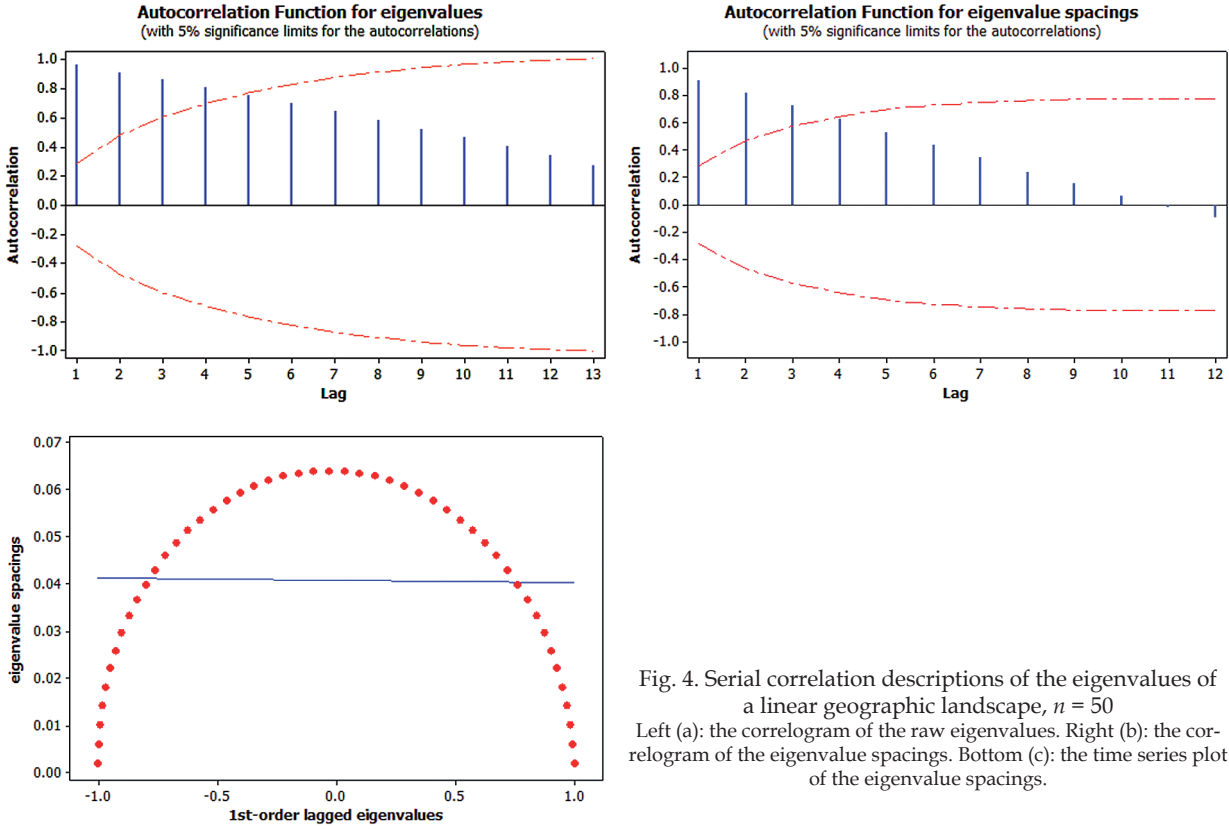 Autocorrelation Function for eigenvalues
(with 5% significance limits for the autocorrelations)
1.0
0.8
0.6
0.4
0.2
0.0
-0.2
-0.4
-0.6
-0.8
-1.0
Autocorrelation
1 2 3 4 5 6 7 8 9 10 11 12 13
Lag
Autocorrelation Function for eigenvalue spacings
(with 5% significance limits for the autocorrelations)
1.0
0.8
0.6
0.4
0.2
0.0
-0.2
-0.4
-0.6
-0.8
-1.0
Autocorrelation
1 2 3 4 5 6 7 8 9 10 11 12
Lag
0.07
0.06
0.05
0.04
0.03
0.02
0.01
0.00
eigenvalue spacings
-1.0 -0.5 0.0 0.5 1.0
1st-order lagged eigenvalues
Fig. 4. Serial correlation descriptions of the eigenvalues of
a linear geographic landscape, n = 50
Left (a): the correlogram of the raw eigenvalues. Right (b): the cor-
relogram of the eigenvalue spacings. Bottom (c): the time series plot
of the eigenvalue spacings.